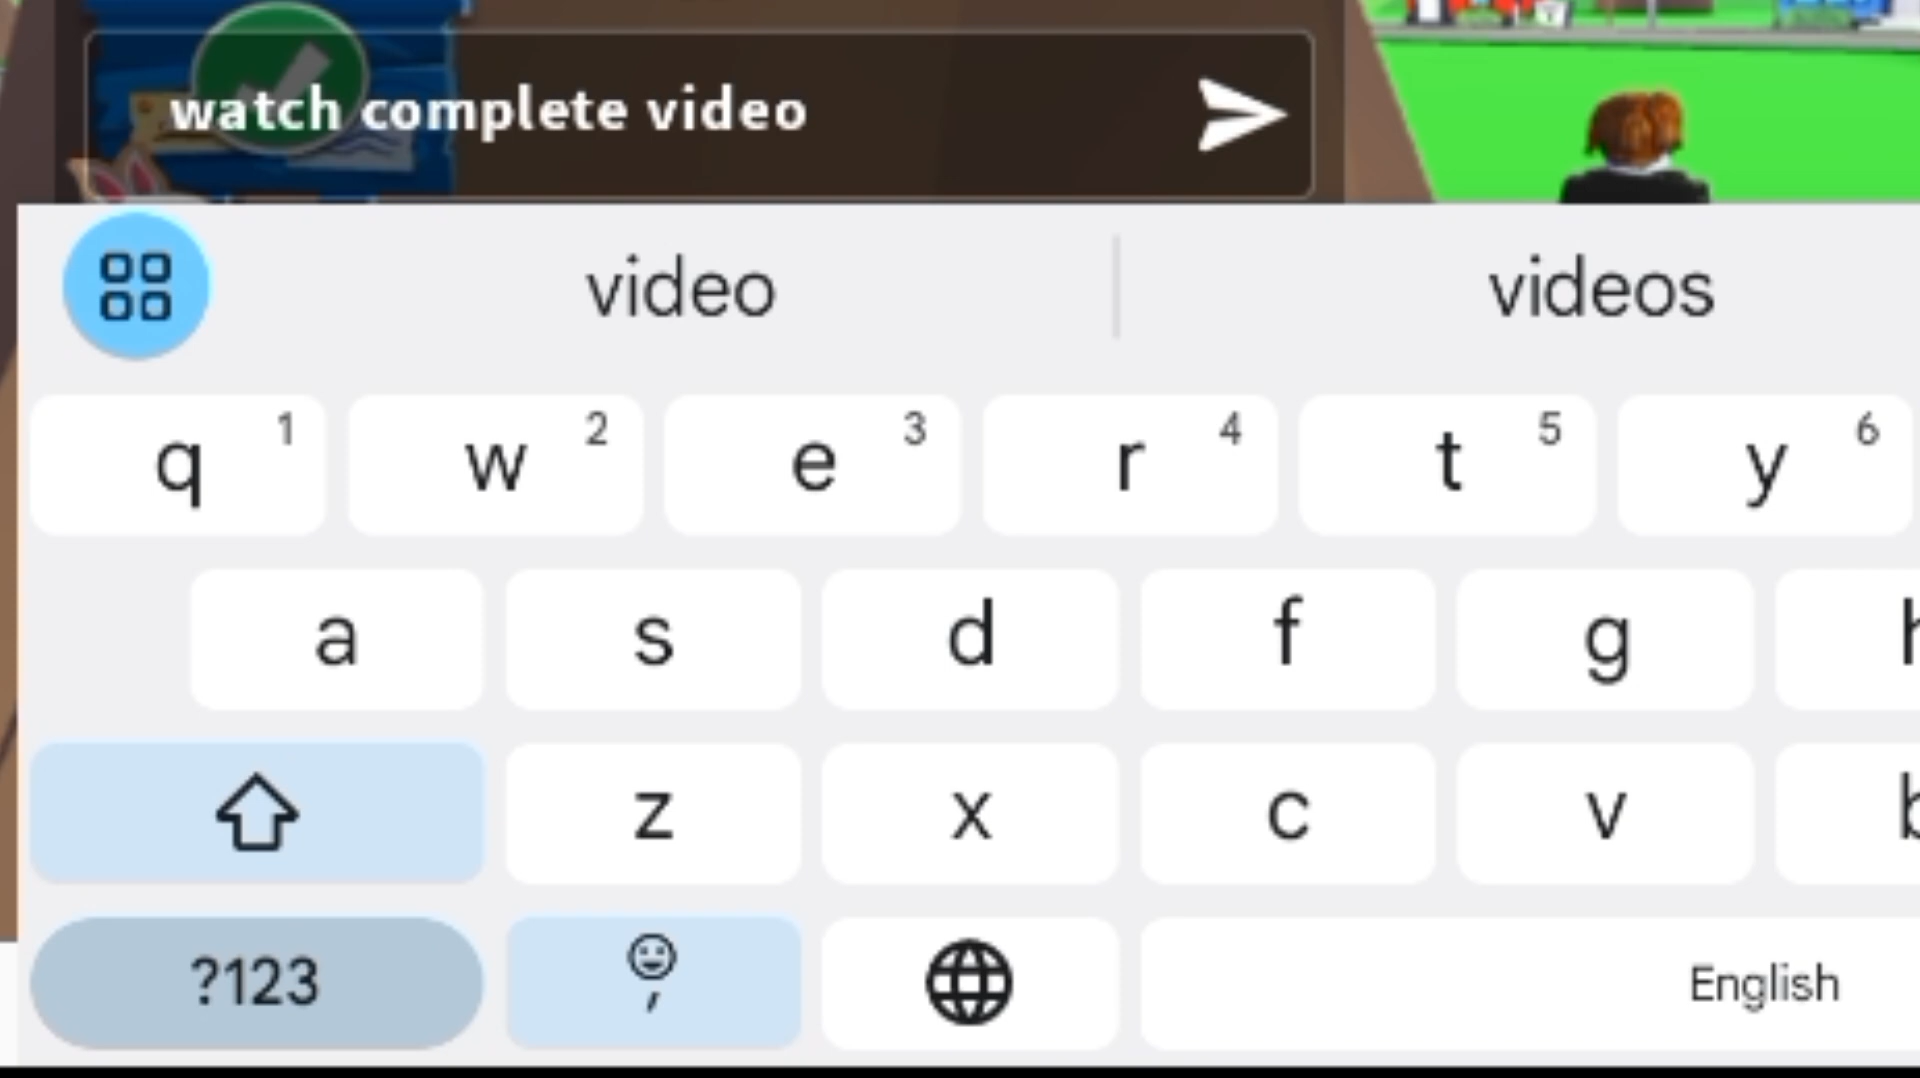 watch complete video
video videos
q 1 w 2 e 3 r 4 t 5 y 6
a s d f g
z x c v
?123 , English